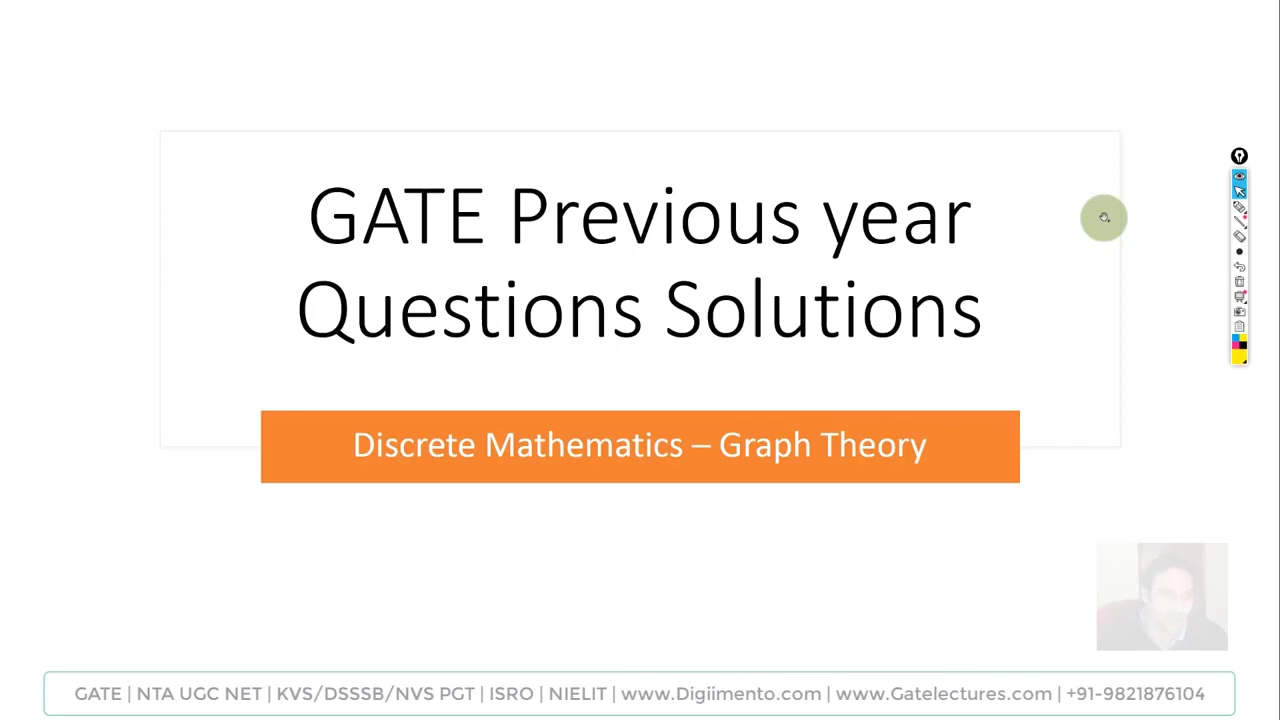 GATE Previous year
Questions Solutions
Discrete Mathematics – Graph Theory
GATE | NTA UGC NET | KVS/DSSSB/NVS PGT | ISRO | NIELIT | www.Digiimento.com | www.Gatelectures.com | +91-9821876104